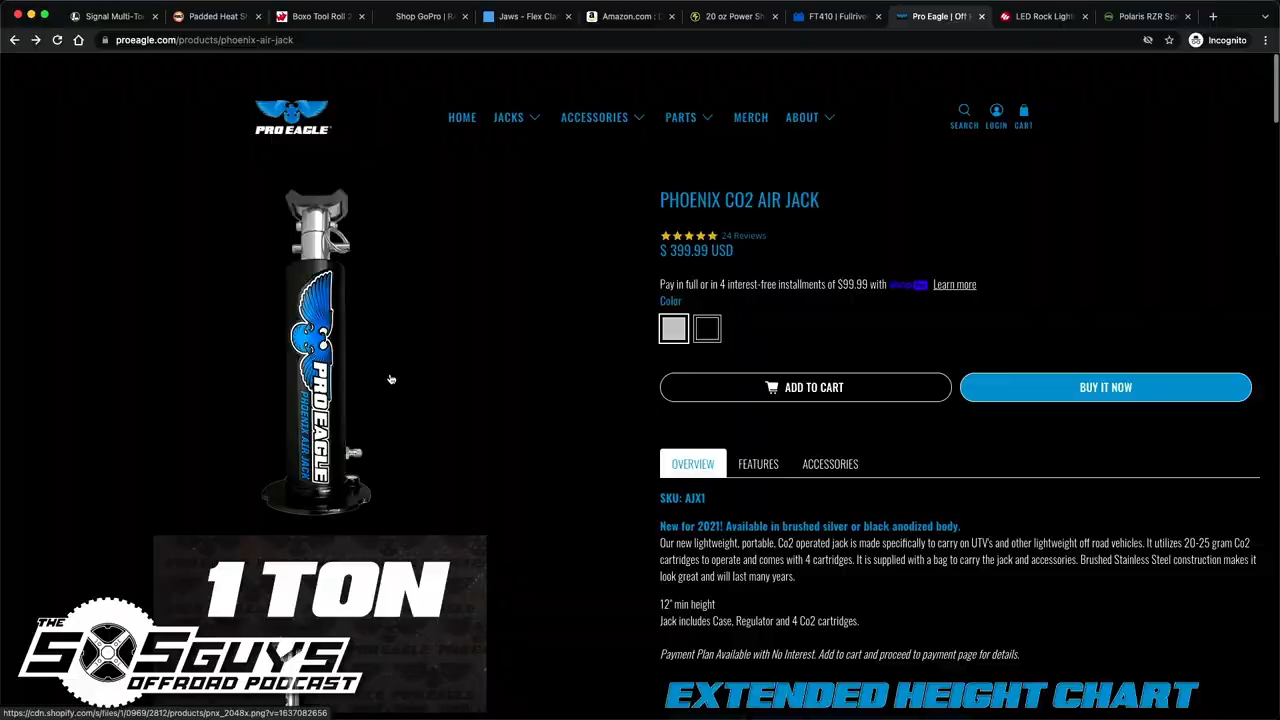 Signal Multi-To
Padded Heat S
Boxo Tool Roll 2
Shop GoPro | RA
Jaws - Flex Cla
Amazon.com : D
20 oz Power Sh
FT410 | Fullrive
Pro Eagle | Off
LED Rock Light
Polaris RZR Spi
proeagle.com/products/phoenix-air-jack
Incognito
PRO EAGLE
HOME JACKS ACCESSORIES PARTS MERCH ABOUT
SEARCH LOGIN CART
PHOENIX CO2 AIR JACK
24 Reviews
$ 399.99 USD
Pay in full or in 4 interest-free installments of $99.99 with shop Pay Learn more
Color
ADD TO CART
BUY IT NOW
OVERVIEW FEATURES ACCESSORIES
SKU: AJX1
New for 2021! Available in brushed silver or black anodized body.
Our new lightweight, portable, Co2 operated jack is made specifically to carry on UTV's and other lightweight off road vehicles. It utilizes 20-25 gram Co2
cartridges to operate and comes with 4 cartridges. It is supplied with a bag to carry the jack and accessories. Brushed Stainless Steel construction makes it
look great and will last many years.
12" min height
Jack includes Case, Regulator and 4 Co2 cartridges.
Payment Plan Available with No Interest. Add to cart and proceed to payment page for details.
EXTENDED HEIGHT CHART
PRO EAGLE
PHOENIX AIR JACK
1 TON
THE
SXSGUYS
OFFROAD PODCAST
https://cdn.shopify.com/s/files/1/0969/2812/products/pnx_2048x.png?v=1637082656